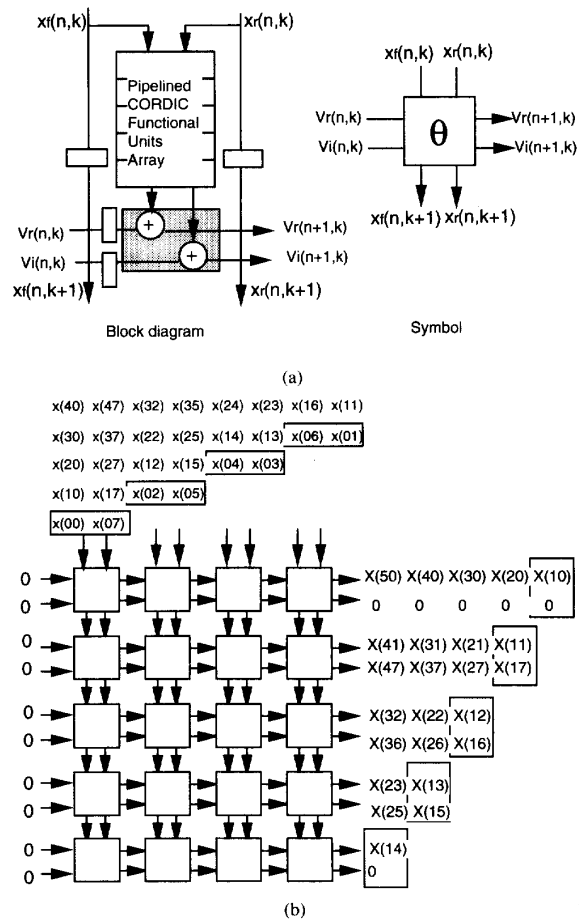 xf(n,k) xr(n,k)
Pipelined
CORDIC
Functional
Units
Array
Vr(n,k) + Vr(n+1,k)
Vi(n,k) + Vi(n+1,k)
xf(n,k+1) xr(n,k+1)
Block diagram
xf(n,k) xr(n,k)
Vr(n,k) θ Vr(n+1,k)
Vi(n,k) Vi(n+1,k)
xf(n,k+1) xr(n,k+1)
Symbol
(a)
x(40) x(47) x(32) x(35) x(24) x(23) x(16) x(11)
x(30) x(37) x(22) x(25) x(14) x(13) x(06) x(01)
x(20) x(27) x(12) x(15) x(04) x(03)
x(10) x(17) x(02) x(05)
x(00) x(07)
0 X(50) X(40) X(30) X(20) X(10)
0 0 0 0 0 0
0 X(41) X(31) X(21) X(11)
0 X(47) X(37) X(27) X(17)
0 X(32) X(22) X(12)
0 X(36) X(26) X(16)
0 X(23) X(13)
0 X(25) X(15)
0 X(14)
0 0
(b)